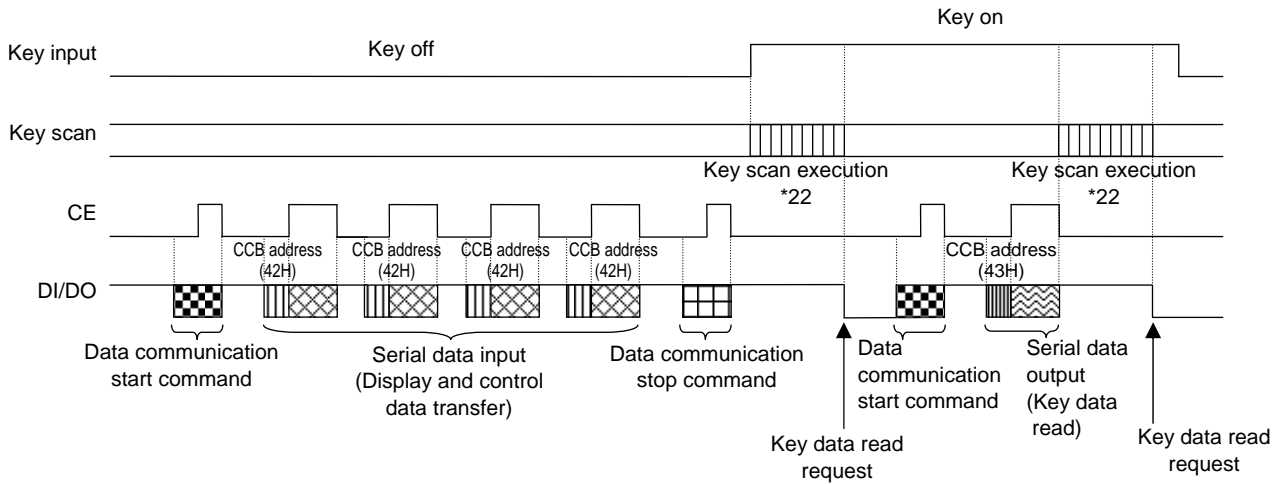 Key on
Key off
Key input
Key scan
Key scan execution
*22
Key scan execution
*22
CE
CCB address
(42H)
CCB address
(42H)
CCB address
(42H)
CCB address
(42H)
CCB address
(43H)
DI/DO
Data communication
start command
Serial data input
(Display and control
data transfer)
Data communication
stop command
Data
communication
start command
Serial data
output
(Key data
read)
Key data read
request
Key data read
request